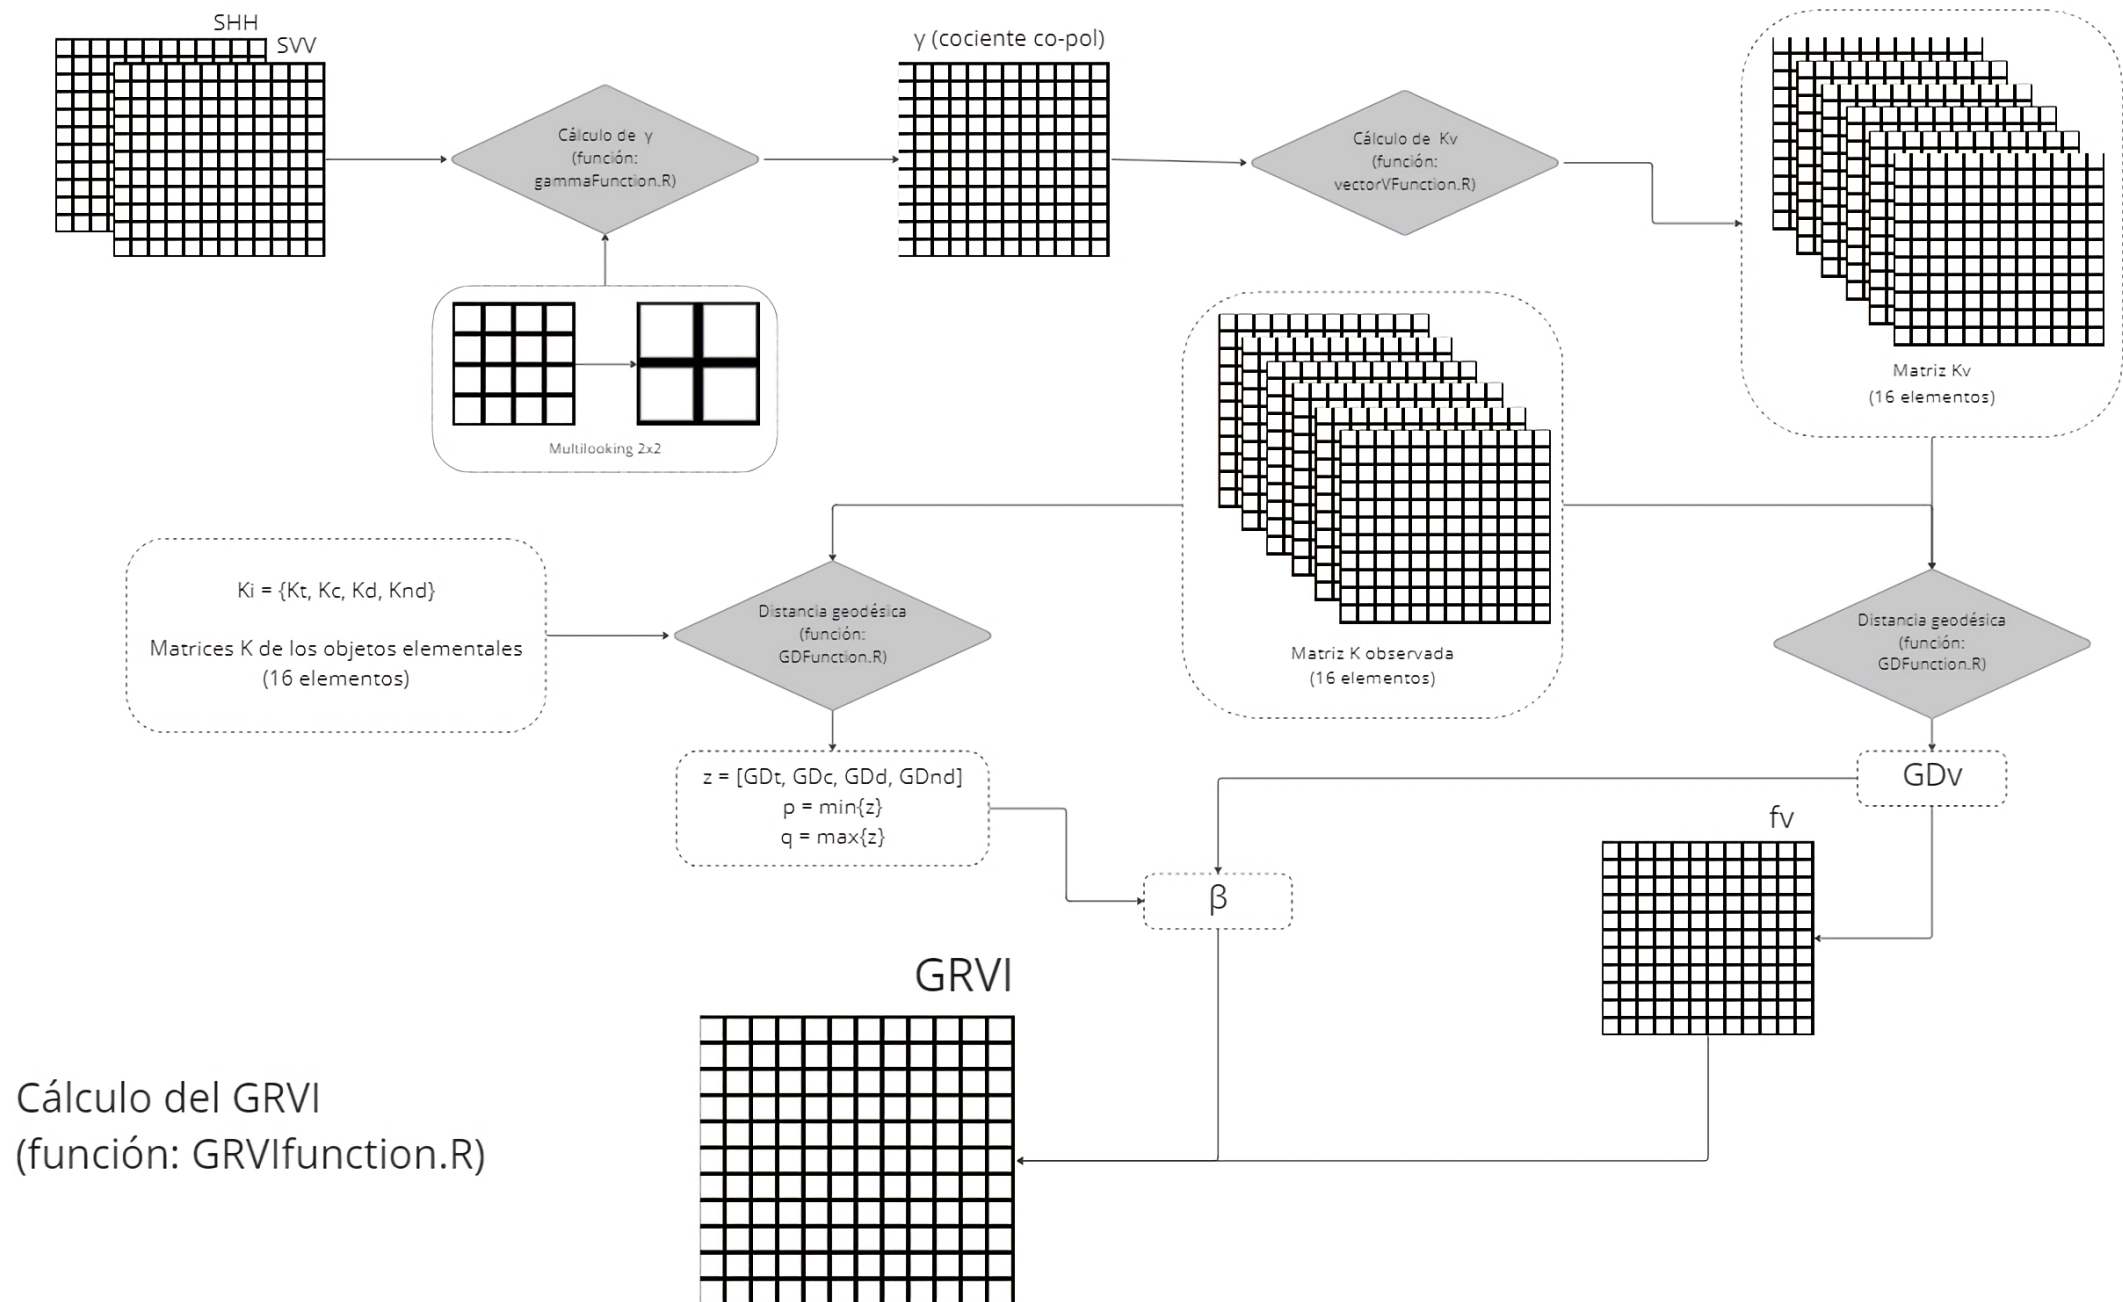 SHH
SVV
Cálculo de γ
(función:
gammaFunction.R)
γ (cociente co-pol)
Cálculo de Kv
(función:
vectorVFunction.R)
Matriz Kv
(16 elementos)
Multilooking 2x2
Ki = {Kt, Kc, Kd, Knd}
Matrices K de los objetos elementales
(16 elementos)
Distancia geodésica
(función:
GDFunction.R)
Matriz K observada
(16 elementos)
Distancia geodésica
(función:
GDFunction.R)
z = [GDt, GDc, GDd, GDnd]
p = min{z}
q = max{z}
GDv
fv
β
GRVI
Cálculo del GRVI
(función: GRVIfunction.R)